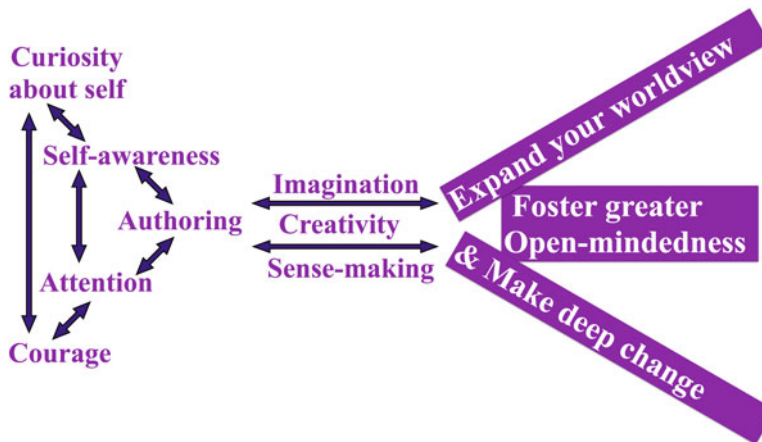 Curiosity
about self
Self-awareness
Authoring
Attention
Courage
Imagination
Creativity
Sense-making
Expand your worldview
Foster greater
Open-mindedness
& Make deep change